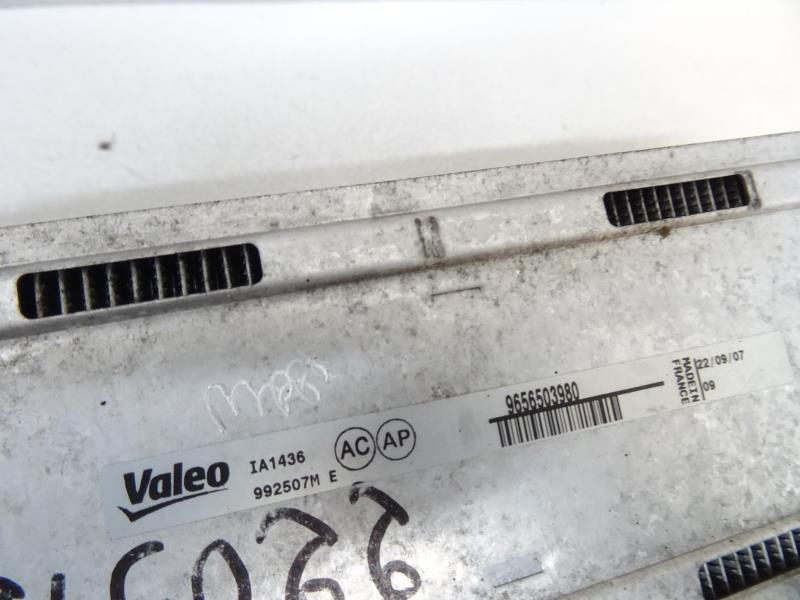 Valeo
IA1436
992507M E
AC AP
9656503980
MADE IN
FRANCE
22/09/07
09